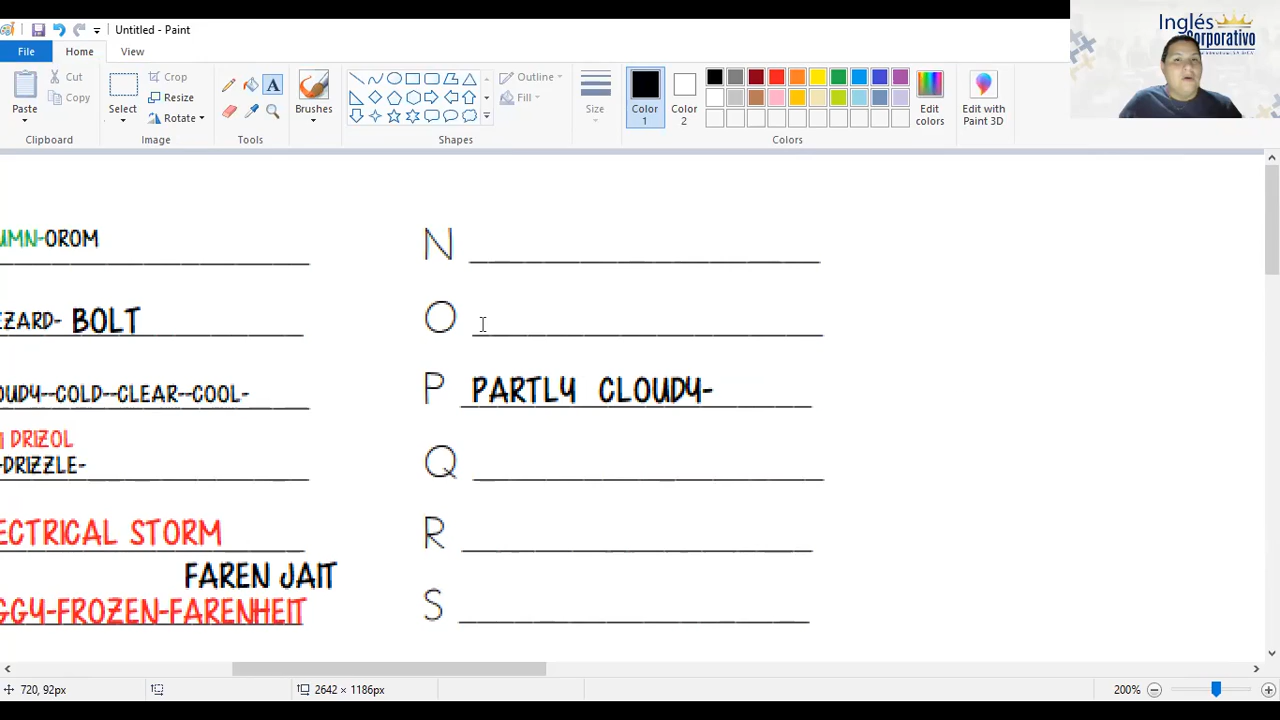 Untitled - Paint
File Home View
Paste Cut Copy Clipboard
Select Crop Resize Rotate Image
Tools
Brushes
Outline Fill Shapes
Size
Color 1 Color 2 Edit colors Colors
Edit with Paint 3D
Inglés Corporativo
UMN-OROM
N
ZARD- BOLT
O
OUDY--COLD--CLEAR--COOL-
P PARTLY CLOUDY-
DRIZOL
-DRIZZLE-
Q
ECTRICAL STORM
R
FAREN JAIT
GGY-FROZEN-FARENHEIT
S
720, 92px
2642 × 1186px
200%